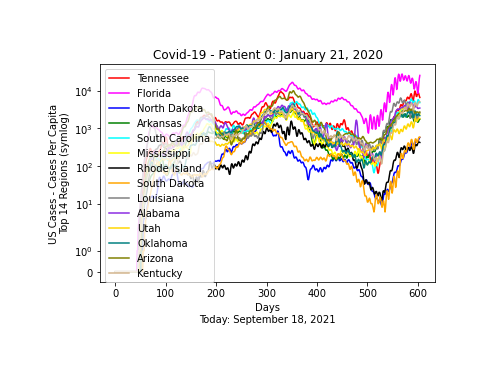 Covid-19 - Patient 0: January 21, 2020
US Cases - Cases Per Capita
Top 14 Regions (symlog)
10⁴
10³
10²
10¹
10⁰
0
Tennessee
Florida
North Dakota
Arkansas
South Carolina
Mississippi
Rhode Island
South Dakota
Louisiana
Alabama
Utah
Oklahoma
Arizona
Kentucky
0 100 200 300 400 500 600
Days
Today: September 18, 2021